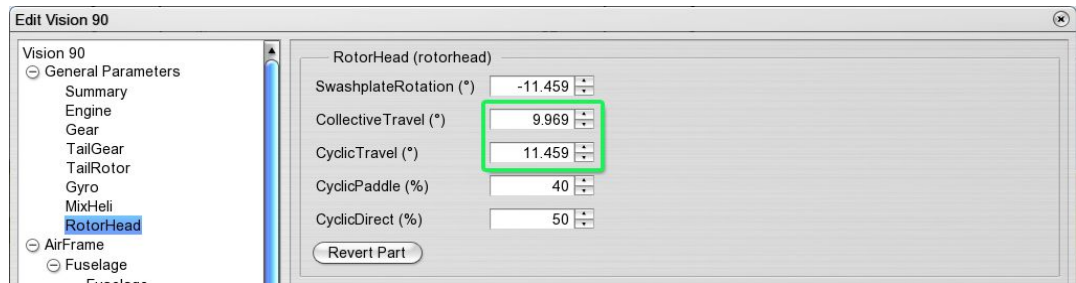 Edit Vision 90
Vision 90
General Parameters
Summary
Engine
Gear
TailGear
TailRotor
Gyro
MixHeli
RotorHead
AirFrame
Fuselage
Fuselage
RotorHead (rotorhead)
SwashplateRotation (°) -11.459
CollectiveTravel (°) 9.969
CyclicTravel (°) 11.459
CyclicPaddle (%) 40
CyclicDirect (%) 50
Revert Part